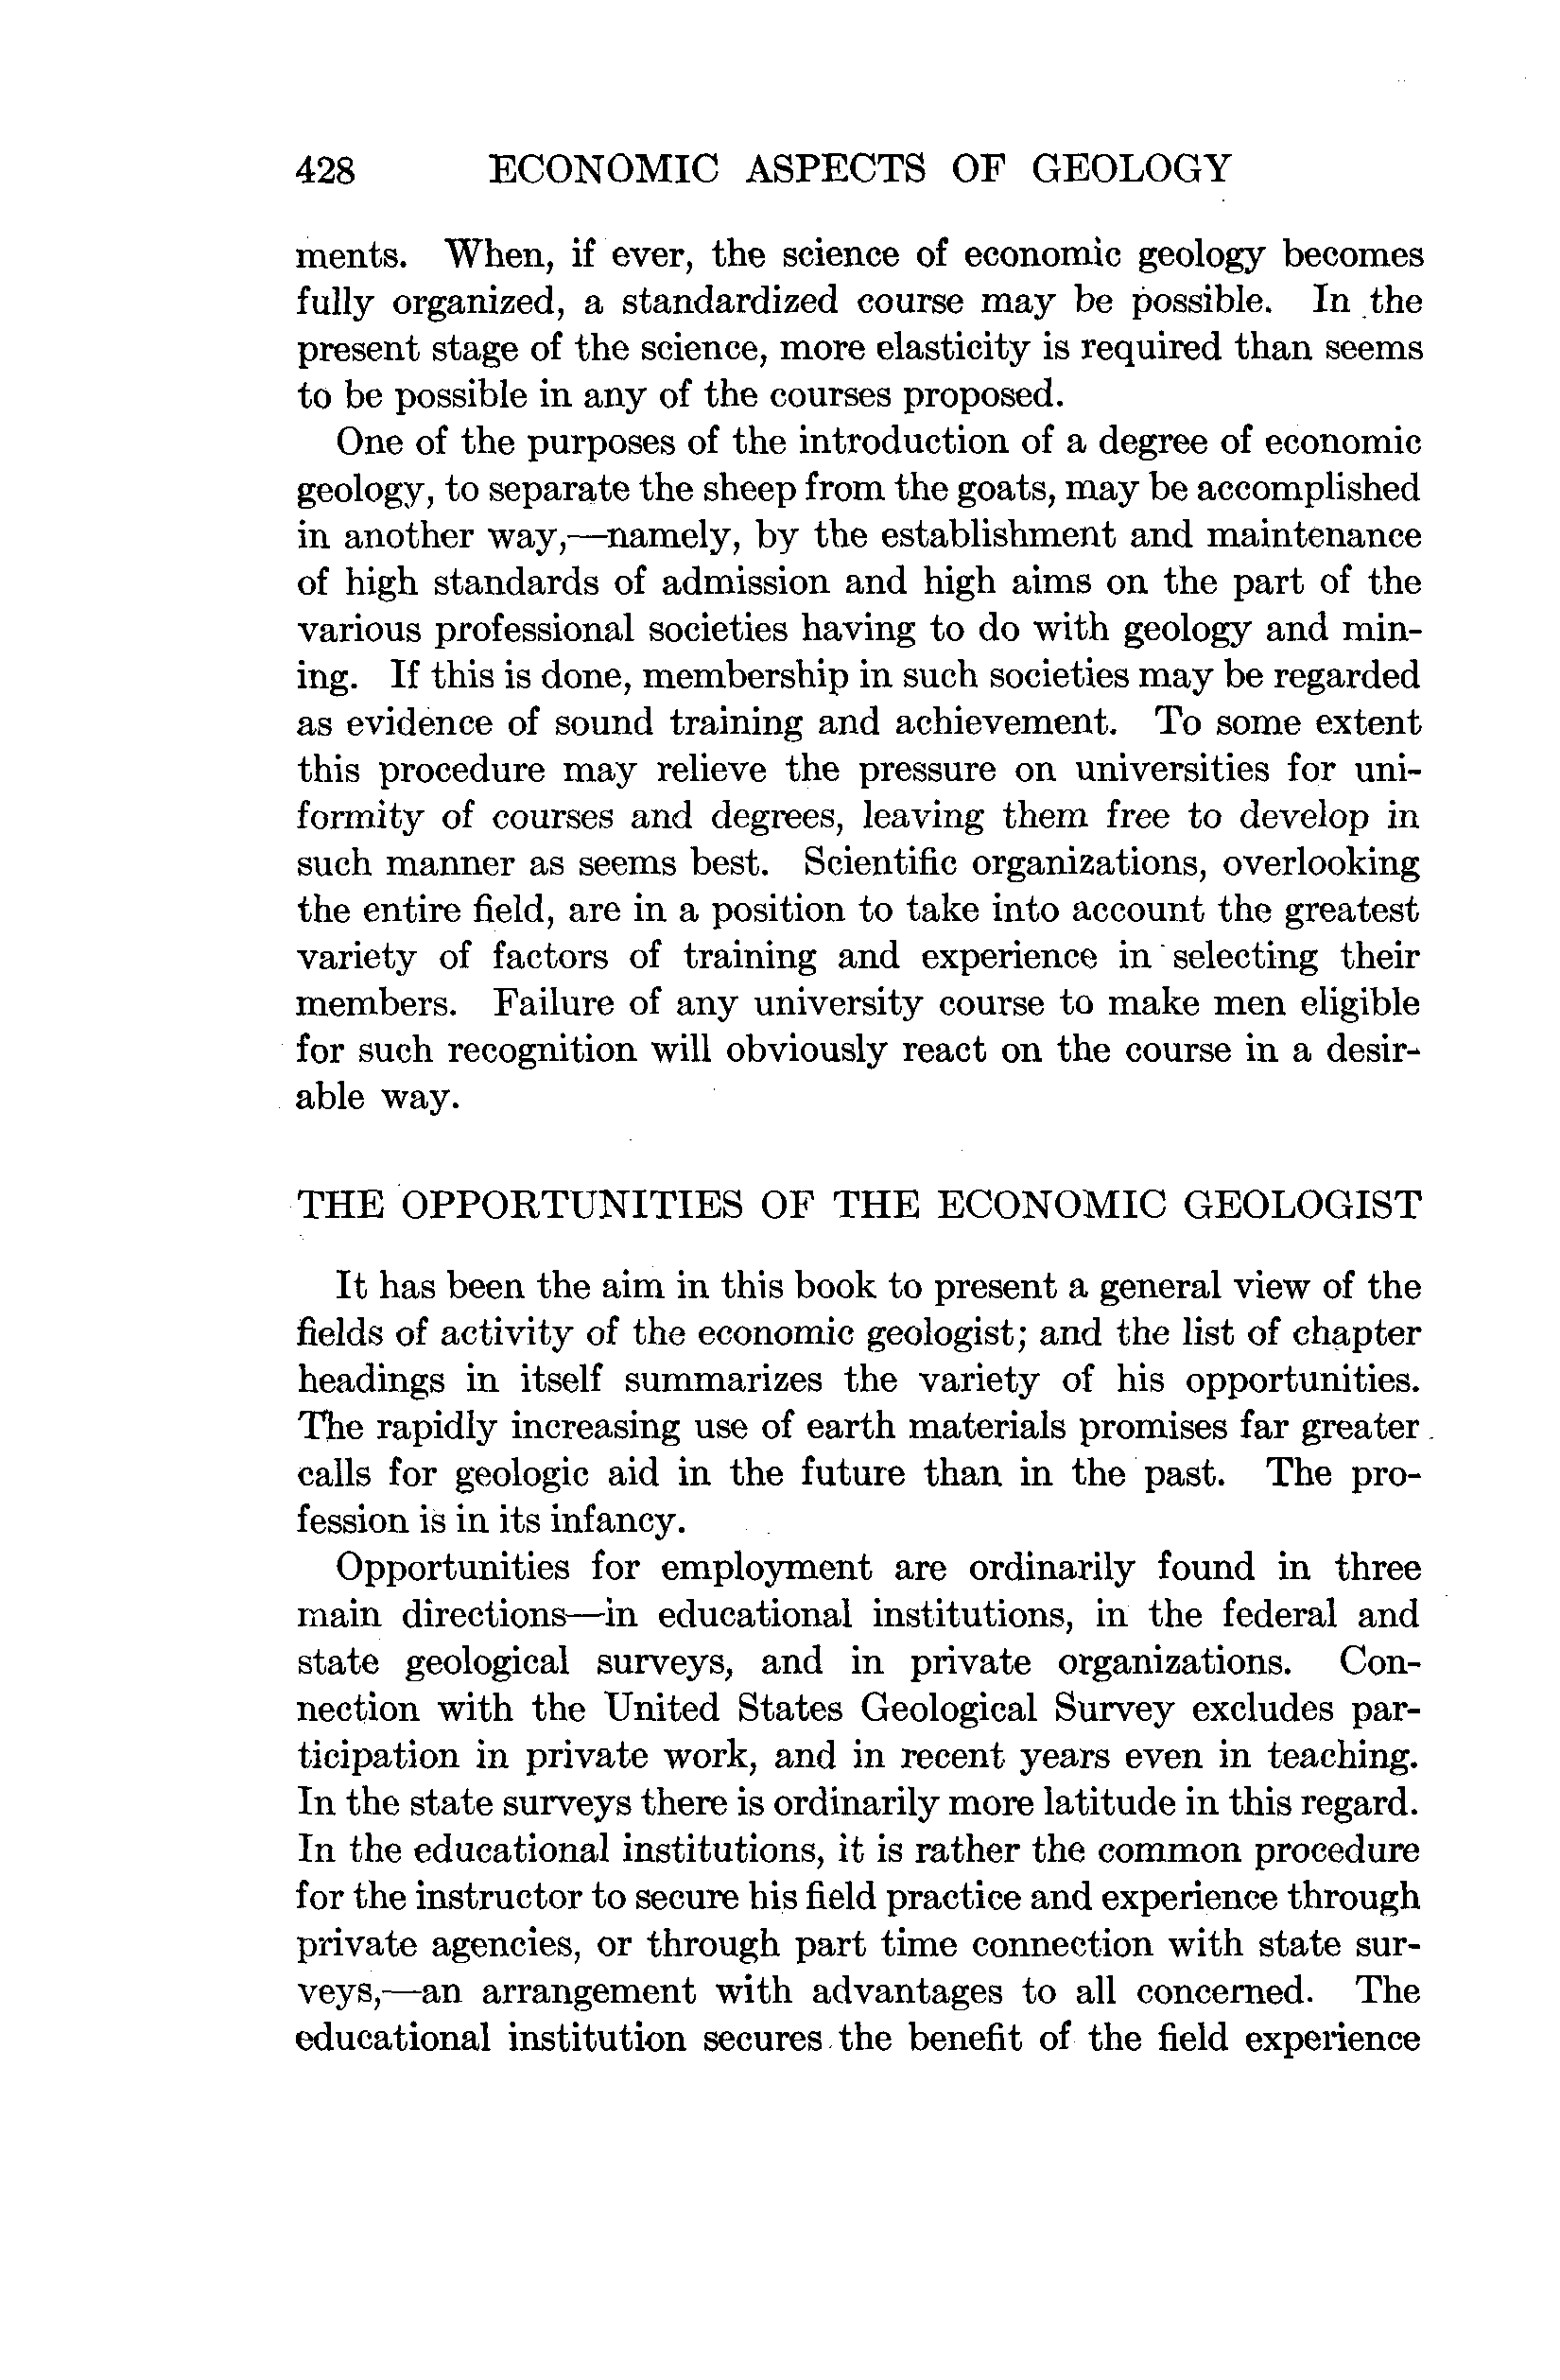 428 ECONOMIC ASPECTS OF GEOLOGY
ments. When, if ever, the science of economic geology becomes
fully organized, a standardized course may be possible. In the
present stage of the science, more elasticity is required than seems
to be possible in any of the courses proposed.
One of the purposes of the introduction of a degree of economic
geology, to separate the sheep from the goats, may be accomplished
in another way,—namely, by the establishment and maintenance
of high standards of admission and high aims on the part of the
various professional societies having to do with geology and min-
ing. If this is done, membership in such societies may be regarded
as evidence of sound training and achievement. To some extent
this procedure may relieve the pressure on universities for uni-
formity of courses and degrees, leaving them free to develop in
such manner as seems best. Scientific organizations, overlooking
the entire field, are in a position to take into account the greatest
variety of factors of training and experience in selecting their
members. Failure of any university course to make men eligible
for such recognition will obviously react on the course in a desir-
able way.
THE OPPORTUNITIES OF THE ECONOMIC GEOLOGIST
It has been the aim in this book to present a general view of the
fields of activity of the economic geologist; and the list of chapter
headings in itself summarizes the variety of his opportunities.
The rapidly increasing use of earth materials promises far greater
calls for geologic aid in the future than in the past. The pro-
fession is in its infancy.
Opportunities for employment are ordinarily found in three
main directions—in educational institutions, in the federal and
state geological surveys, and in private organizations. Con-
nection with the United States Geological Survey excludes par-
ticipation in private work, and in recent years even in teaching.
In the state surveys there is ordinarily more latitude in this regard.
In the educational institutions, it is rather the common procedure
for the instructor to secure his field practice and experience through
private agencies, or through part time connection with state sur-
veys,—an arrangement with advantages to all concerned. The
educational institution secures the benefit of the field experience